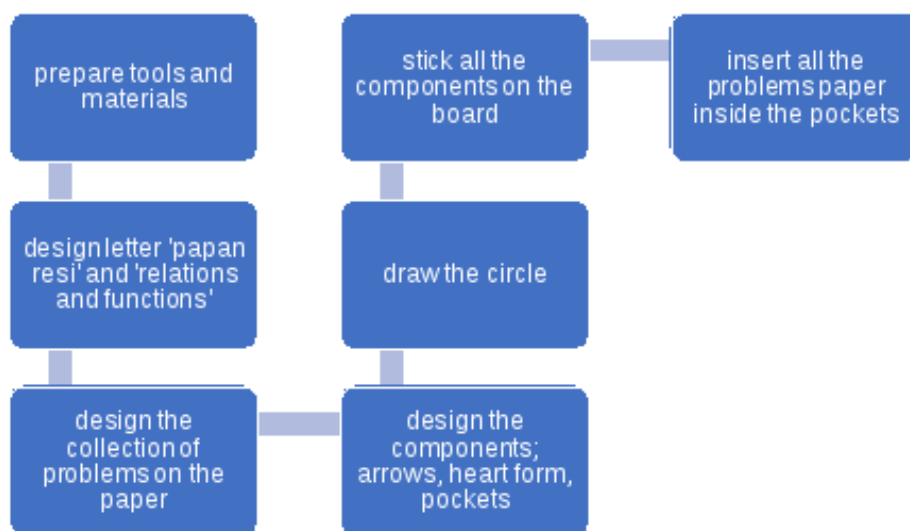 prepare tools and
materials
design letter 'papan
resi' and 'relations
and functions'
design the
collection of
problems on the
paper
design the
components;
arrows, heart form,
pockets
draw the circle
stick all the
components on the
board
insert all the
problems paper
inside the pockets